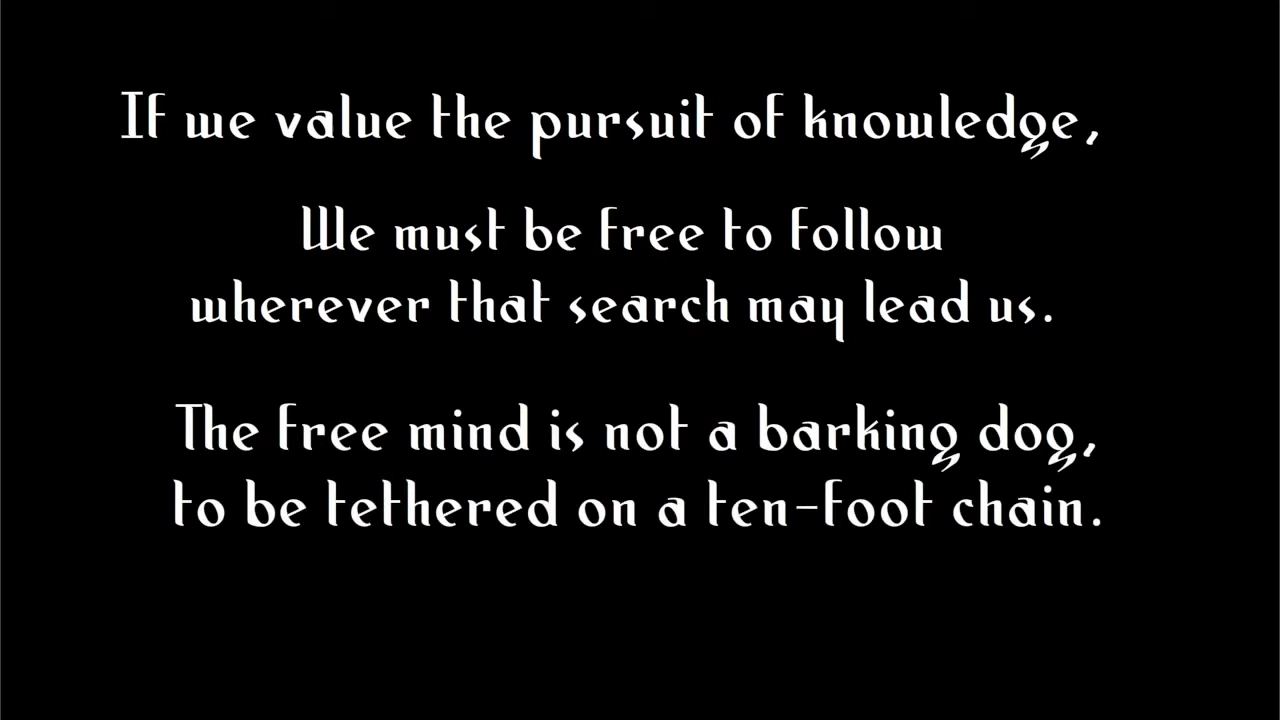 If we value the pursuit of knowledge,
We must be free to follow
wherever that search may lead us.
The free mind is not a barking dog,
to be tethered on a ten-foot chain.